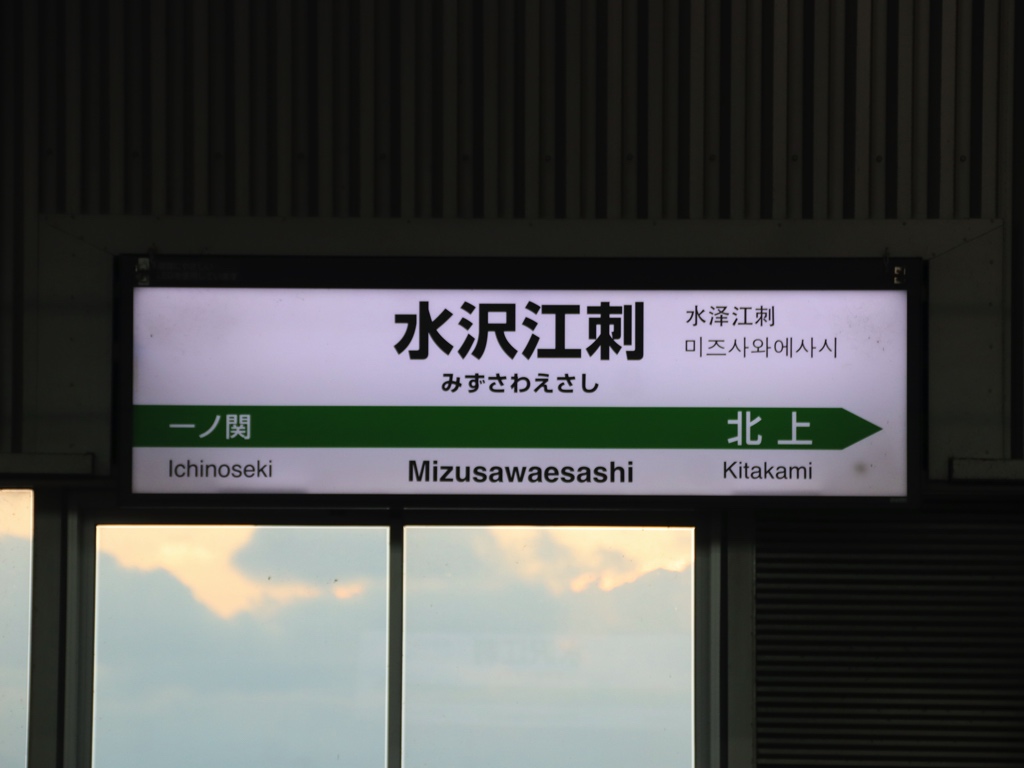 水沢江刺
水泽江刺
미즈사와에사시
みずさわえさし
一ノ関
北上
Ichinoseki
Mizusawaesashi
Kitakami